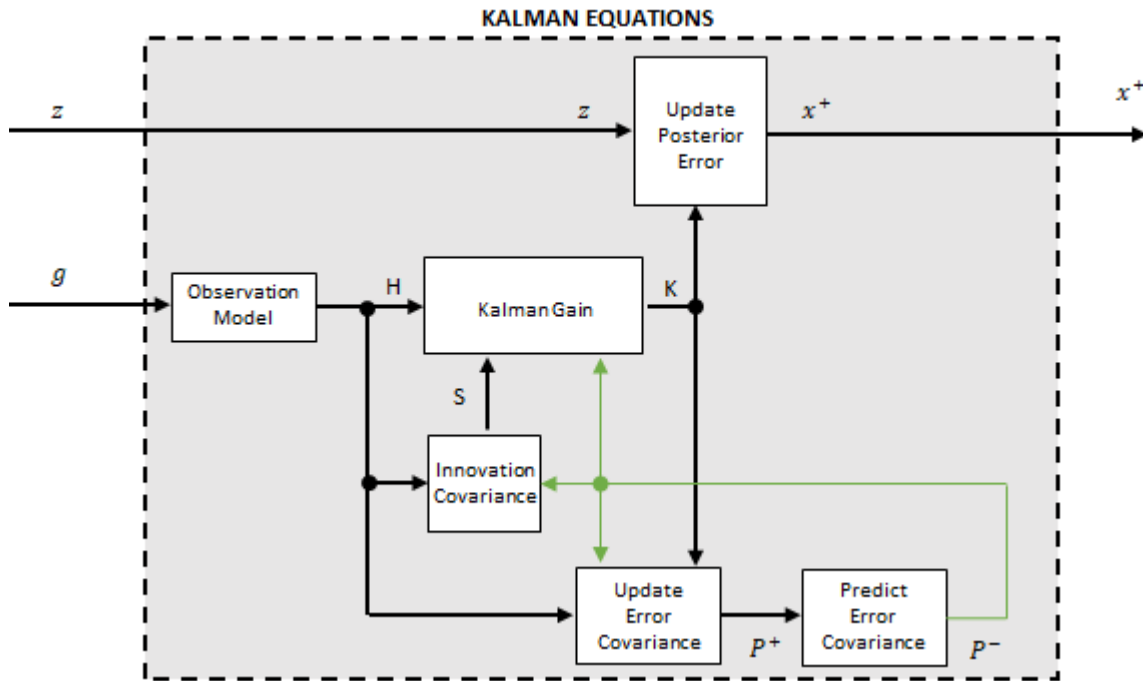 KALMAN EQUATIONS
z
z
Update
Posterior
Error
x⁺
x⁺
g
Observation
Model
H
Kalman Gain
K
S
Innovation
Covariance
Update
Error
Covariance
P⁺
Predict
Error
Covariance
P⁻